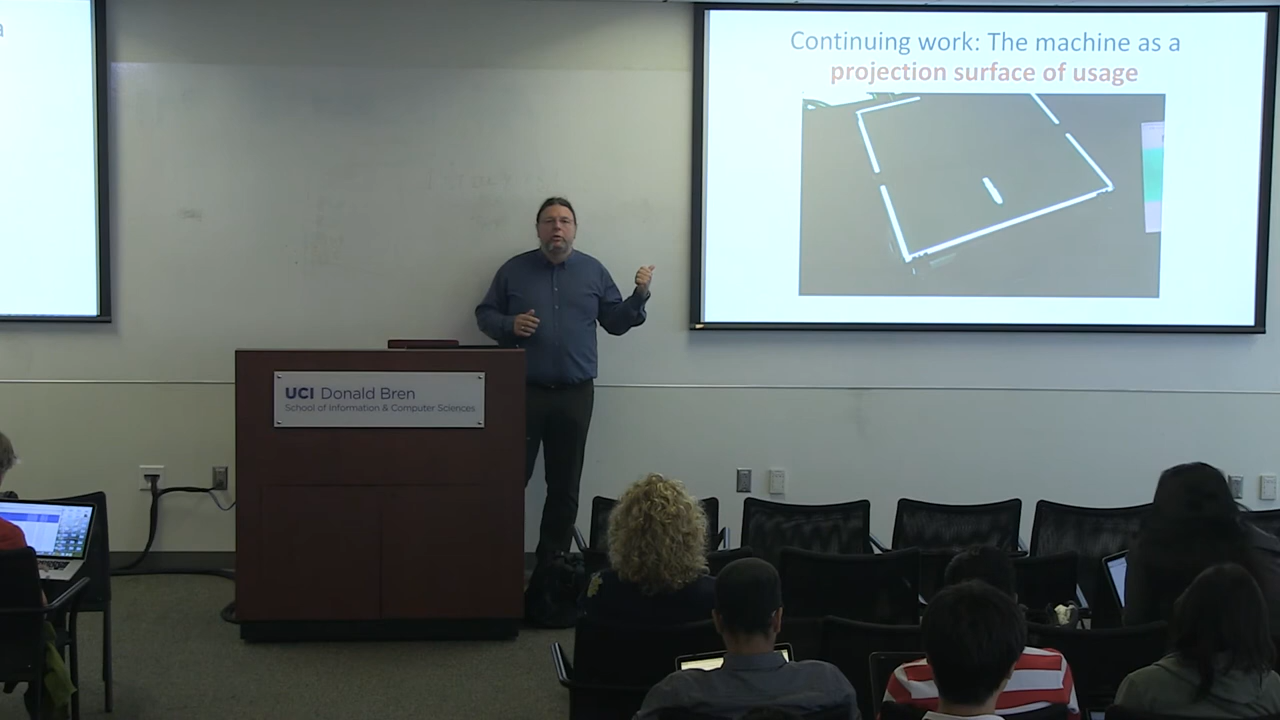 a
Continuing work: The machine as a
projection surface of usage
UCI Donald Bren
School of Information & Computer Sciences